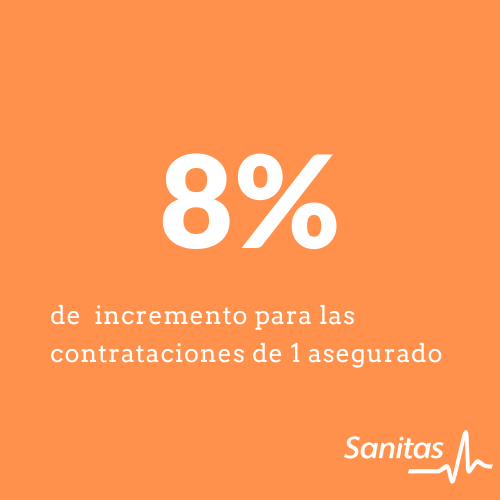 8%
de incremento para las
contrataciones de 1 asegurado
Sanitas